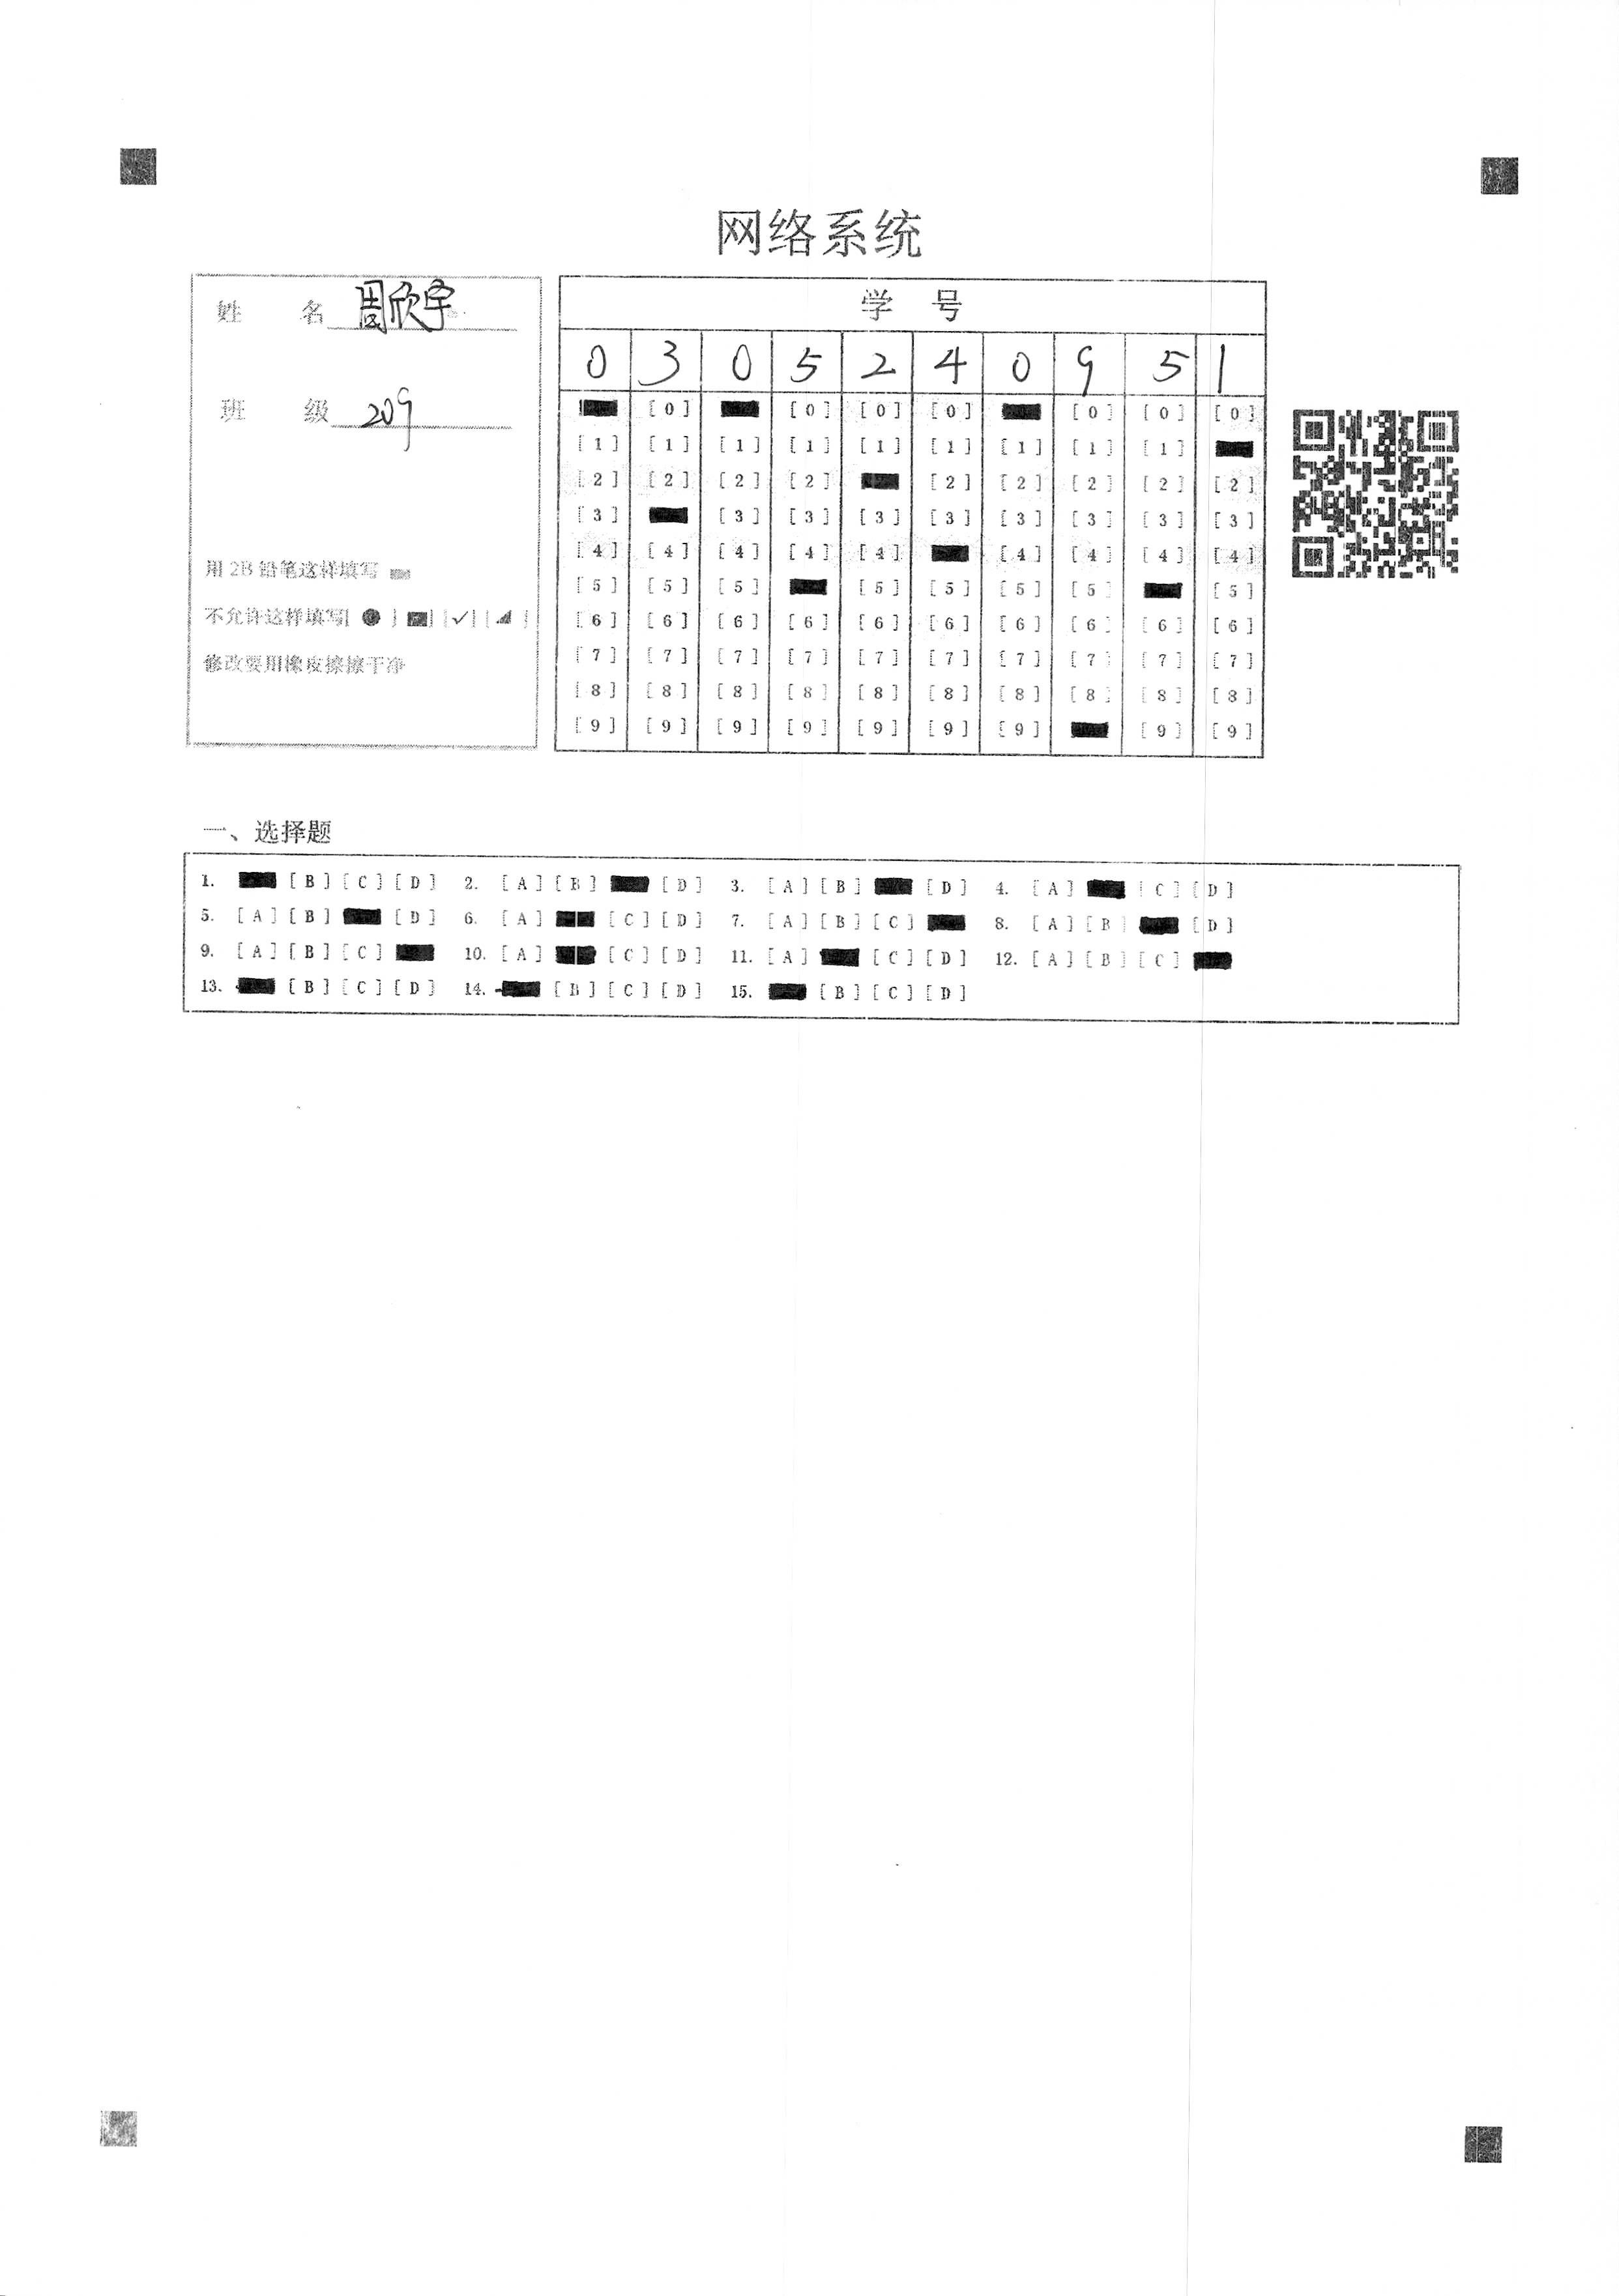 网络系统
姓 名 周欣宇
班 级 209
用2B铅笔这样填写
不允许这样填写[ ● ] [ ] [✓] [ ]
修改要用橡皮擦擦干净
学 号
0 3 0 5 2 4 0 9 5 1
[0] [0] [0] [0] [0] [0] [0]
[1] [1] [1] [1] [1] [1] [1] [1] [1]
[2] [2] [2] [2] [2] [2] [2] [2] [2]
[3] [3] [3] [3] [3] [3] [3] [3] [3]
[4] [4] [4] [4] [4] [4] [4] [4] [4]
[5] [5] [5] [5] [5] [5] [5] [5]
[6] [6] [6] [6] [6] [6] [6] [6] [6] [6]
[7] [7] [7] [7] [7] [7] [7] [7] [7] [7]
[8] [8] [8] [8] [8] [8] [8] [8] [8] [8]
[9] [9] [9] [9] [9] [9] [9] [9] [9]
一、选择题
1. [B] [C] [D] 2. [A] [B] [D] 3. [A] [B] [D] 4. [A] [C] [D]
5. [A] [B] [D] 6. [A] [C] [D] 7. [A] [B] [C] 8. [A] [B] [D]
9. [A] [B] [C] 10. [A] [C] [D] 11. [A] [C] [D] 12. [A] [B] [C]
13. [B] [C] [D] 14. [B] [C] [D] 15. [B] [C] [D]